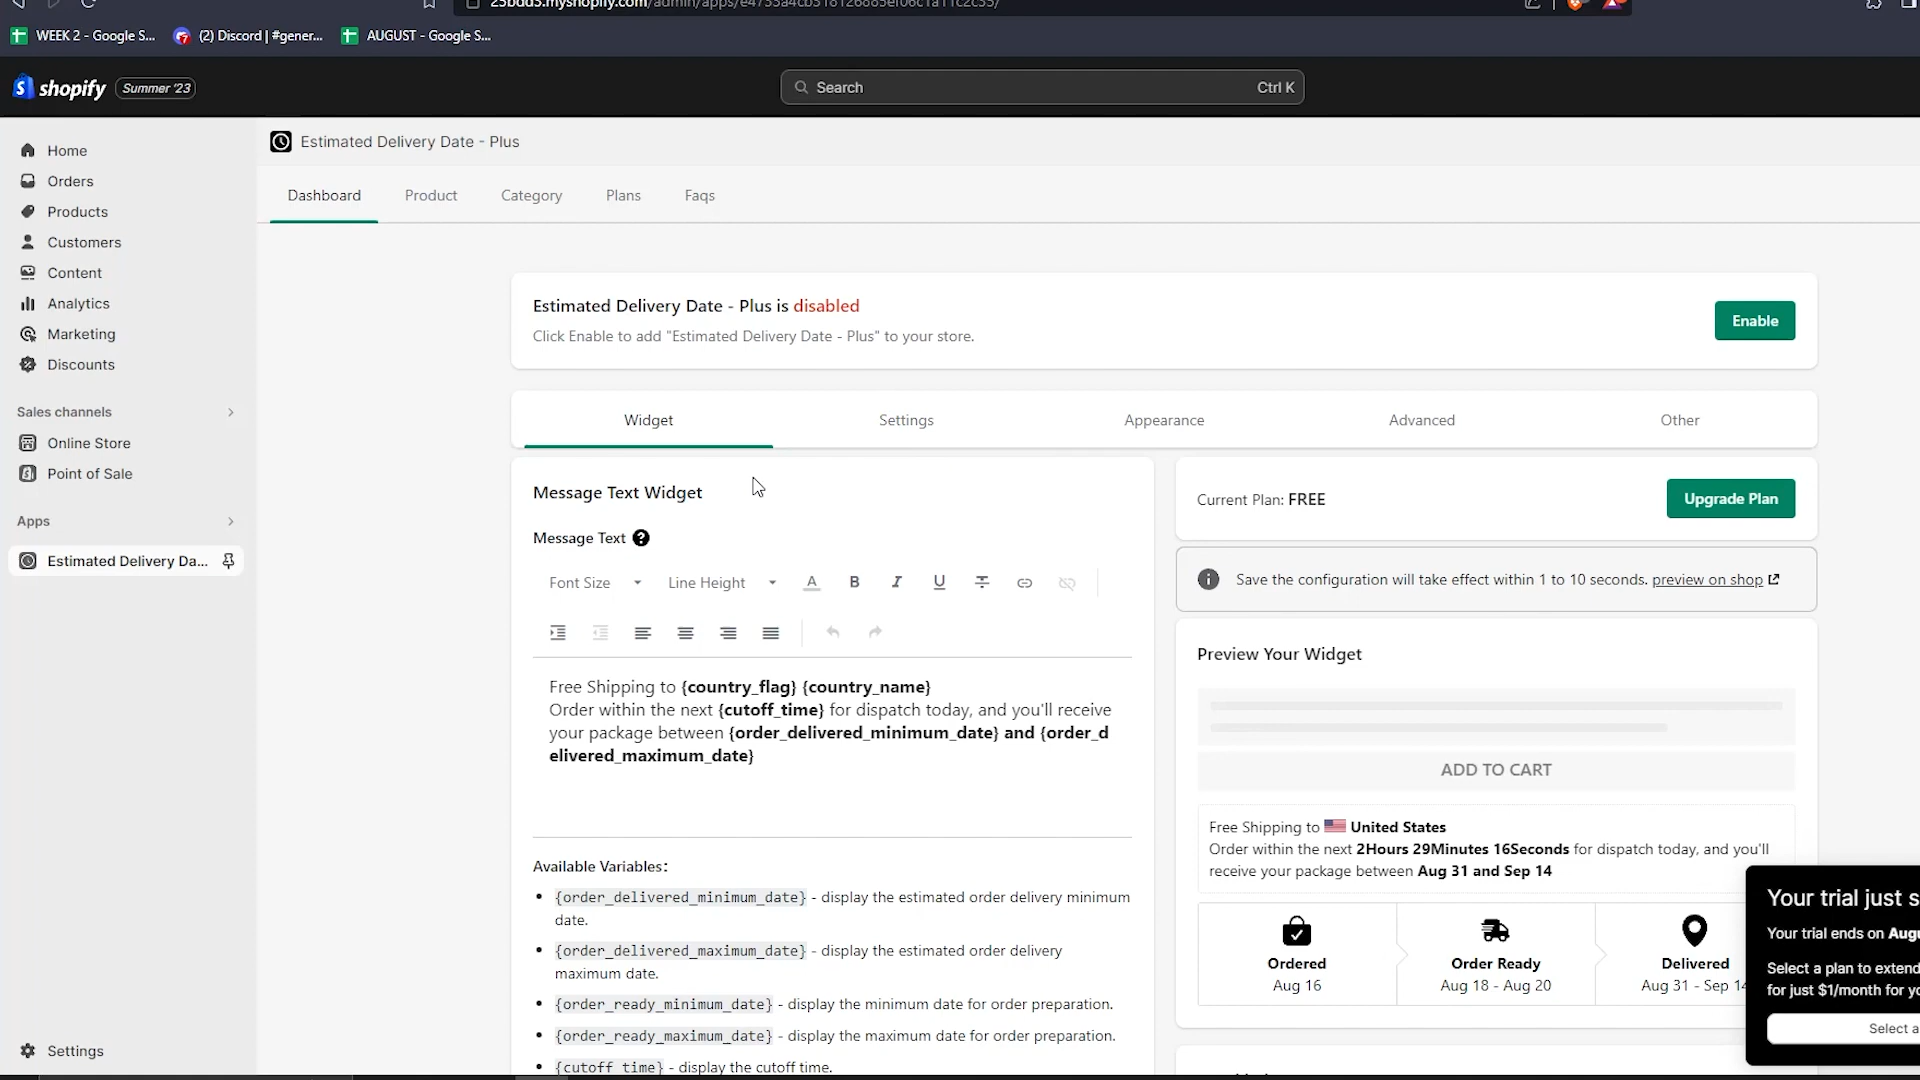 25bdd3.myshopify.com/admin/apps/e4735a4cb318126885ef06c1a11c2c55/
WEEK 2 - Google S...
(2) Discord | #gener...
AUGUST - Google S...
shopify
Summer '23
Search
Ctrl K
Home
Orders
Products
Customers
Content
Analytics
Marketing
Discounts
Sales channels
Online Store
Point of Sale
Apps
Estimated Delivery Da...
Settings
Estimated Delivery Date - Plus
Dashboard
Product
Category
Plans
Faqs
Estimated Delivery Date - Plus is disabled
Click Enable to add "Estimated Delivery Date - Plus" to your store.
Enable
Widget
Settings
Appearance
Advanced
Other
Message Text Widget
Message Text ?
Font Size
Line Height
A
B
I
U
T
Free Shipping to {country_flag} {country_name}
Order within the next {cutoff_time} for dispatch today, and you'll receive
your package between {order_delivered_minimum_date} and {order_d
elivered_maximum_date}
Available Variables:
{order_delivered_minimum_date} - display the estimated order delivery minimum
date.
{order_delivered_maximum_date} - display the estimated order delivery
maximum date.
{order_ready_minimum_date} - display the minimum date for order preparation.
{order_ready_maximum_date} - display the maximum date for order preparation.
{cutoff_time} - display the cutoff time.
Current Plan: FREE
Upgrade Plan
Save the configuration will take effect within 1 to 10 seconds. preview on shop
Preview Your Widget
ADD TO CART
Free Shipping to United States
Order within the next 2Hours 29Minutes 16Seconds for dispatch today, and you'll
receive your package between Aug 31 and Sep 14
Ordered
Aug 16
Order Ready
Aug 18 - Aug 20
Delivered
Aug 31 - Sep 14
Your trial just s
Your trial ends on Augu
Select a plan to extend
for just $1/month for yo
Select a